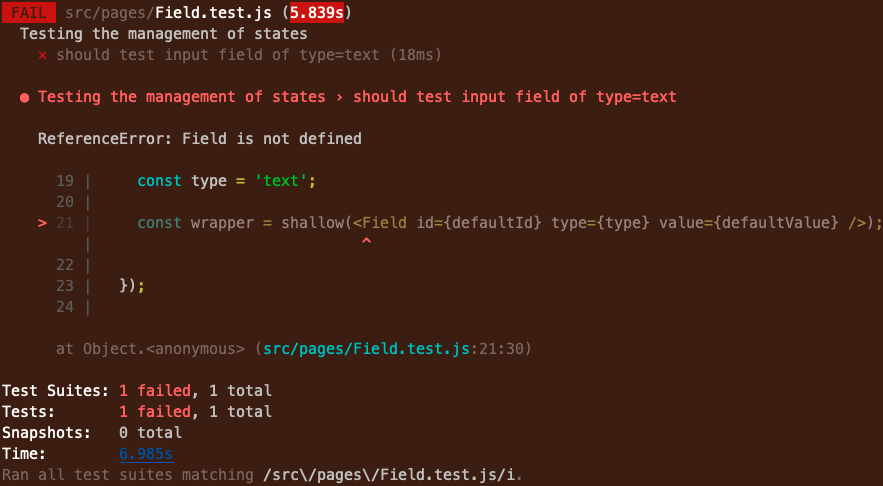 FAIL src/pages/Field.test.js (5.839s)
Testing the management of states
✕ should test input field of type=text (18ms)
● Testing the management of states › should test input field of type=text
ReferenceError: Field is not defined
19 | const type = 'text';
20 |
> 21 | const wrapper = shallow(<Field id={defaultId} type={type} value={defaultValue} />);
| ^
22 |
23 | });
24 |
at Object.<anonymous> (src/pages/Field.test.js:21:30)
Test Suites: 1 failed, 1 total
Tests: 1 failed, 1 total
Snapshots: 0 total
Time: 6.985s
Ran all test suites matching /src\/pages\/Field.test.js/i.